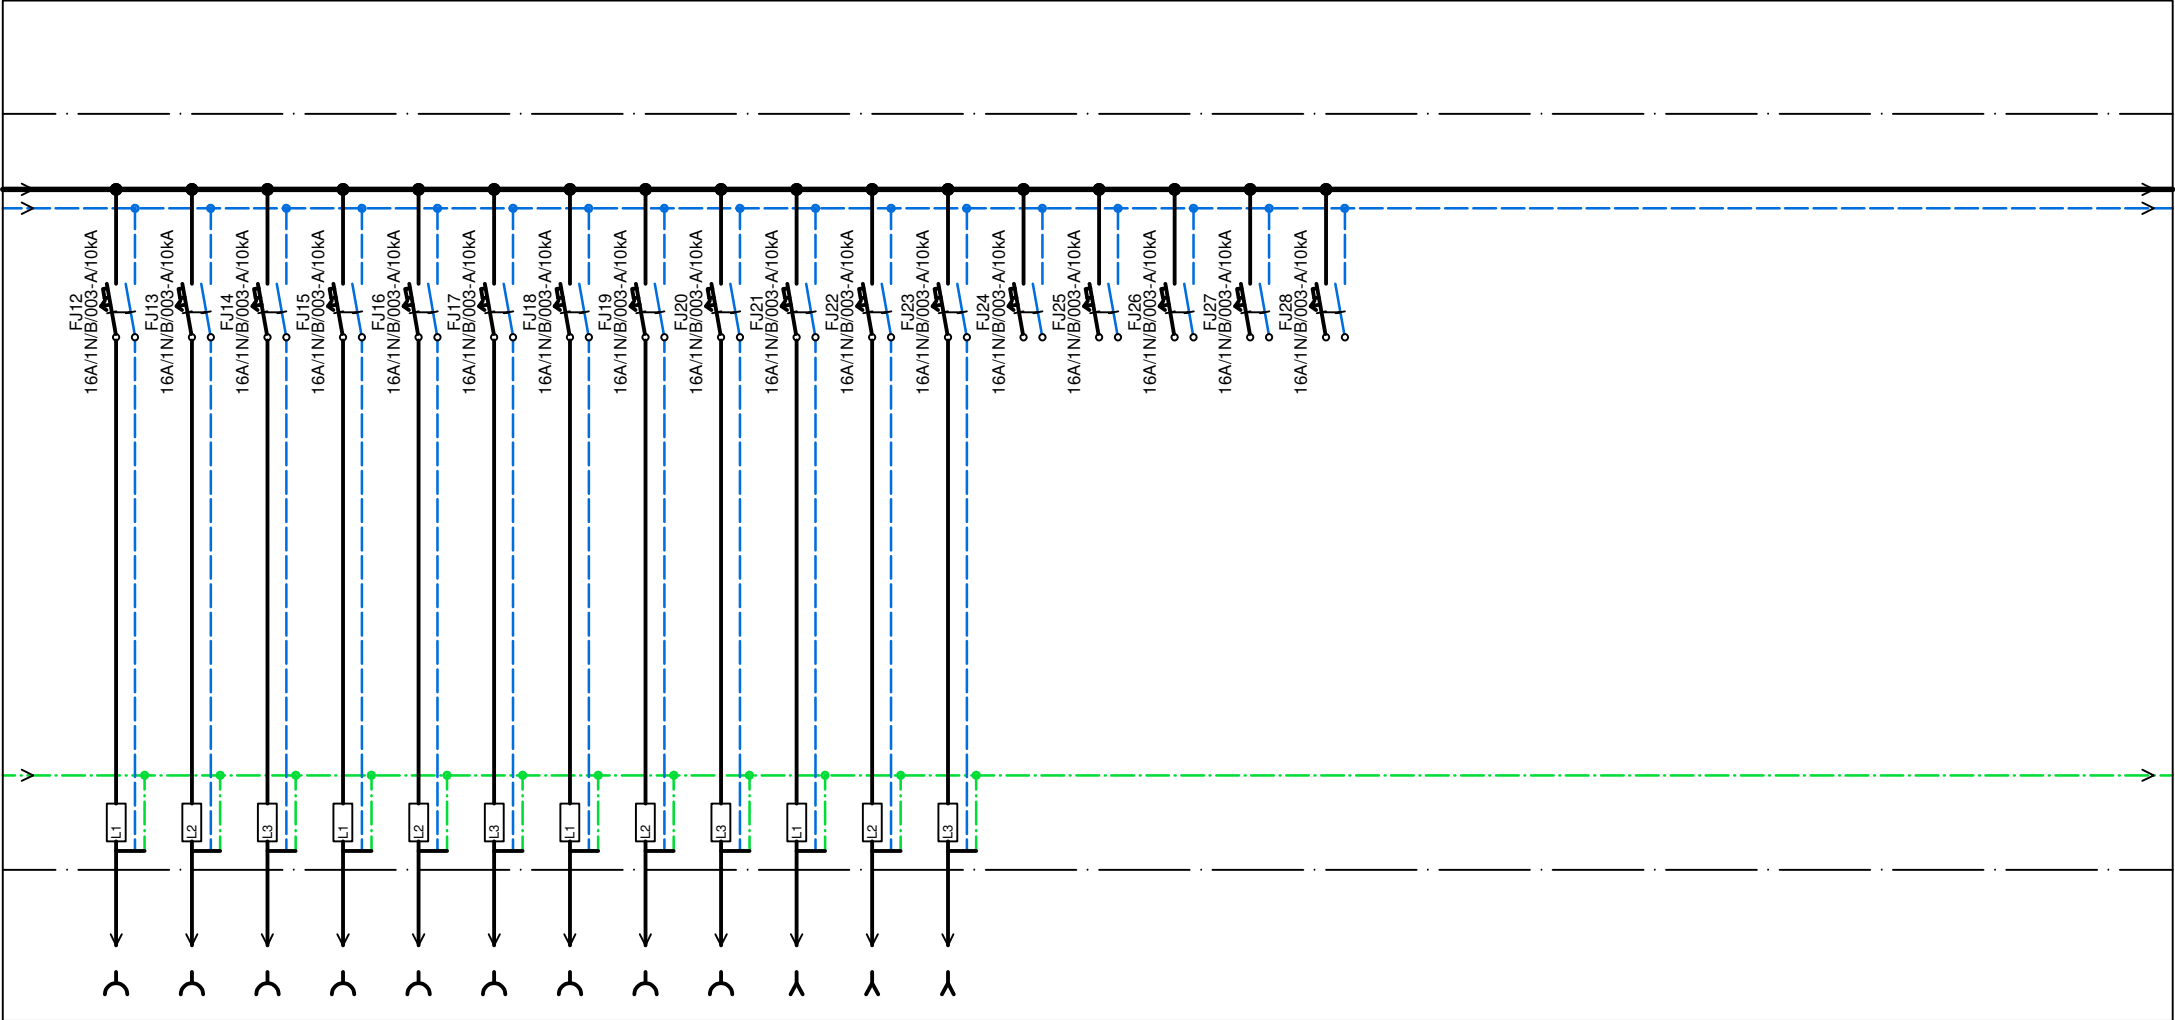 FJ12
16A/1N/B/003-A/10kA
FJ13
16A/1N/B/003-A/10kA
FJ14
16A/1N/B/003-A/10kA
FJ15
16A/1N/B/003-A/10kA
FJ16
16A/1N/B/003-A/10kA
FJ17
16A/1N/B/003-A/10kA
FJ18
16A/1N/B/003-A/10kA
FJ19
16A/1N/B/003-A/10kA
FJ20
16A/1N/B/003-A/10kA
FJ21
16A/1N/B/003-A/10kA
FJ22
16A/1N/B/003-A/10kA
FJ23
16A/1N/B/003-A/10kA
FJ24
16A/1N/B/003-A/10kA
FJ25
16A/1N/B/003-A/10kA
FJ26
16A/1N/B/003-A/10kA
FJ27
16A/1N/B/003-A/10kA
FJ28
16A/1N/B/003-A/10kA
L1
L2
L3
L1
L2
L3
L1
L2
L3
L1
L2
L3